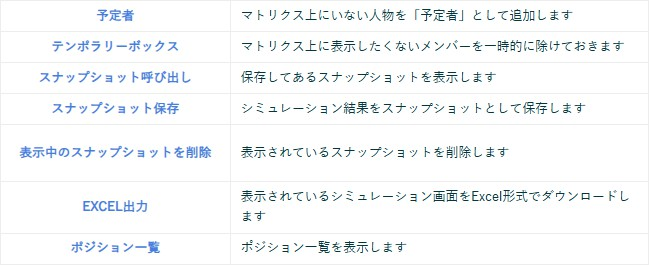 予定者
マトリクス上にいない人物を「予定者」として追加します
テンポラリーボックス
マトリクス上に表示したくないメンバーを一時的に除けておきます
スナップショット呼び出し
保存してあるスナップショットを表示します
スナップショット保存
シミュレーション結果をスナップショットとして保存します
表示中のスナップショットを削除
表示されているスナップショットを削除します
EXCEL出力
表示されているシミュレーション画面をExcel形式でダウンロードし
ます
ポジション一覧
ポジション一覧を表示します